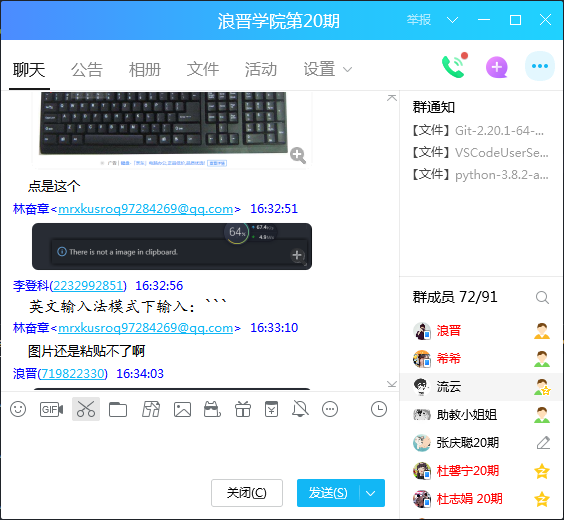 浪晋学院第20期
举报
聊天 公告 相册 文件 活动 设置
点是这个
林奋章<mrxkusroq97284269@qq.com> 16:32:51
64%
67.4K/s
4.9K/s
There is not a image in clipboard.
李登科(2232992851) 16:32:56
英文输入法模式下输入：```
林奋章<mrxkusroq97284269@qq.com> 16:33:10
图片还是粘贴不了啊
浪晋(719822330) 16:34:03
GIF
关闭(C) 发送(S)
群通知
【文件】Git-2.20.1-64-...
【文件】VSCodeUserSe...
【文件】python-3.8.2-a...
群成员 72/91
浪晋
希希
流云
助教小姐姐
张庆聪20期
杜馨宁20期
杜志娟 20期